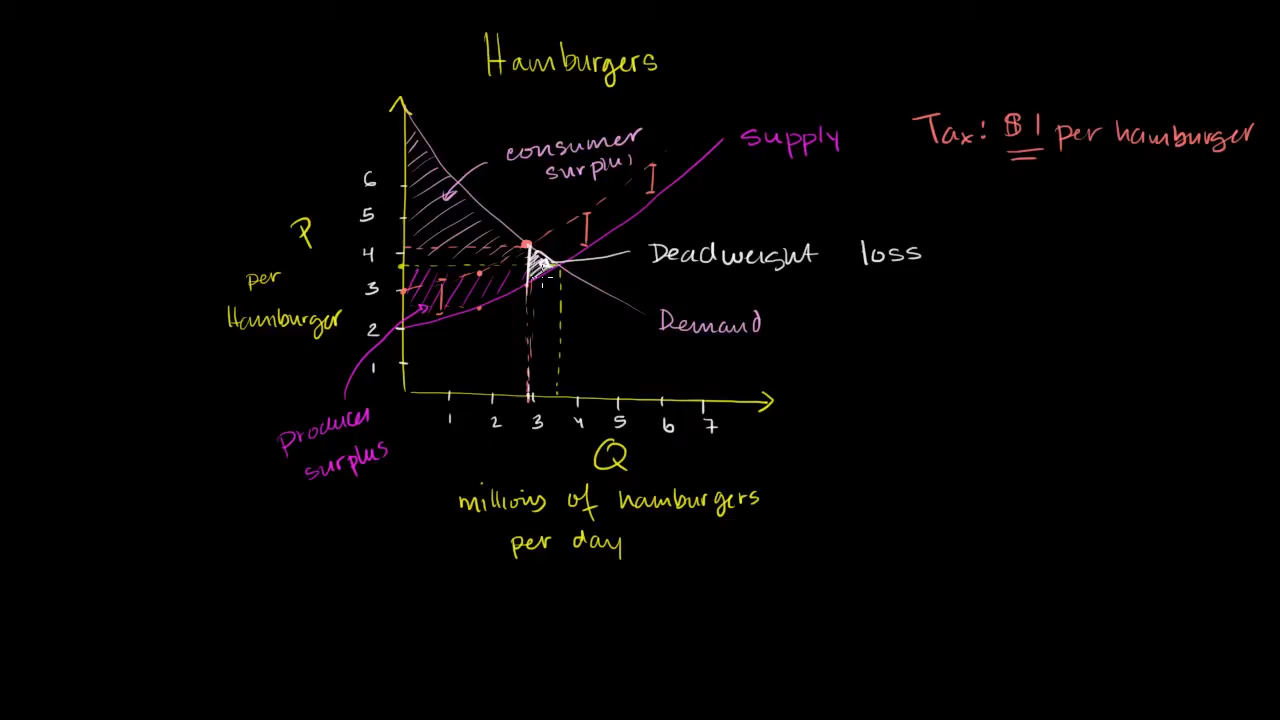 Hamburgers
Tax: $1 per hamburger
consumer
surplus
supply
6
5
4
3
2
1
P
per
Hamburger
Deadweight loss
Demand
producer
surplus
1 2 3 4 5 6 7
Q
millions of hamburgers
per day